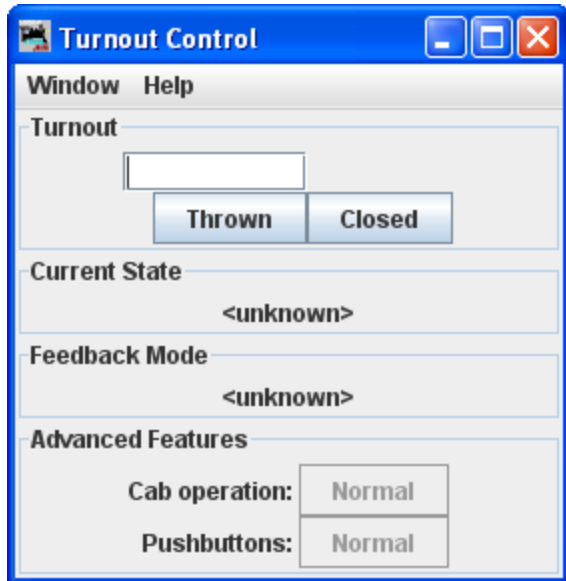 Turnout Control
Window Help
Turnout
Thrown Closed
Current State
<unknown>
Feedback Mode
<unknown>
Advanced Features
Cab operation: Normal
Pushbuttons: Normal